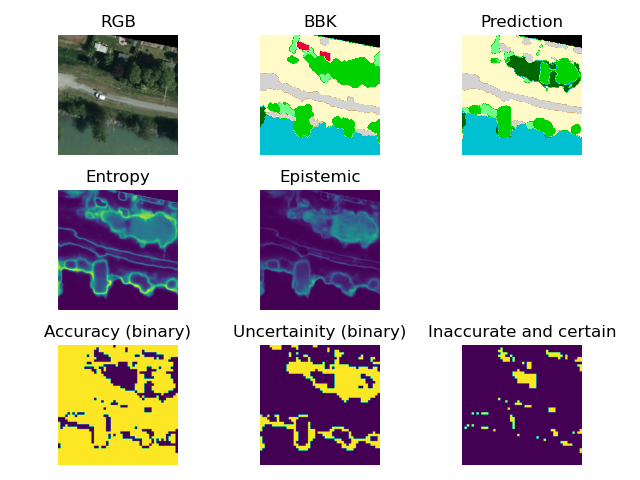 RGB
BBK
Prediction
Entropy
Epistemic
Accuracy (binary)
Uncertainity (binary)
Inaccurate and certain